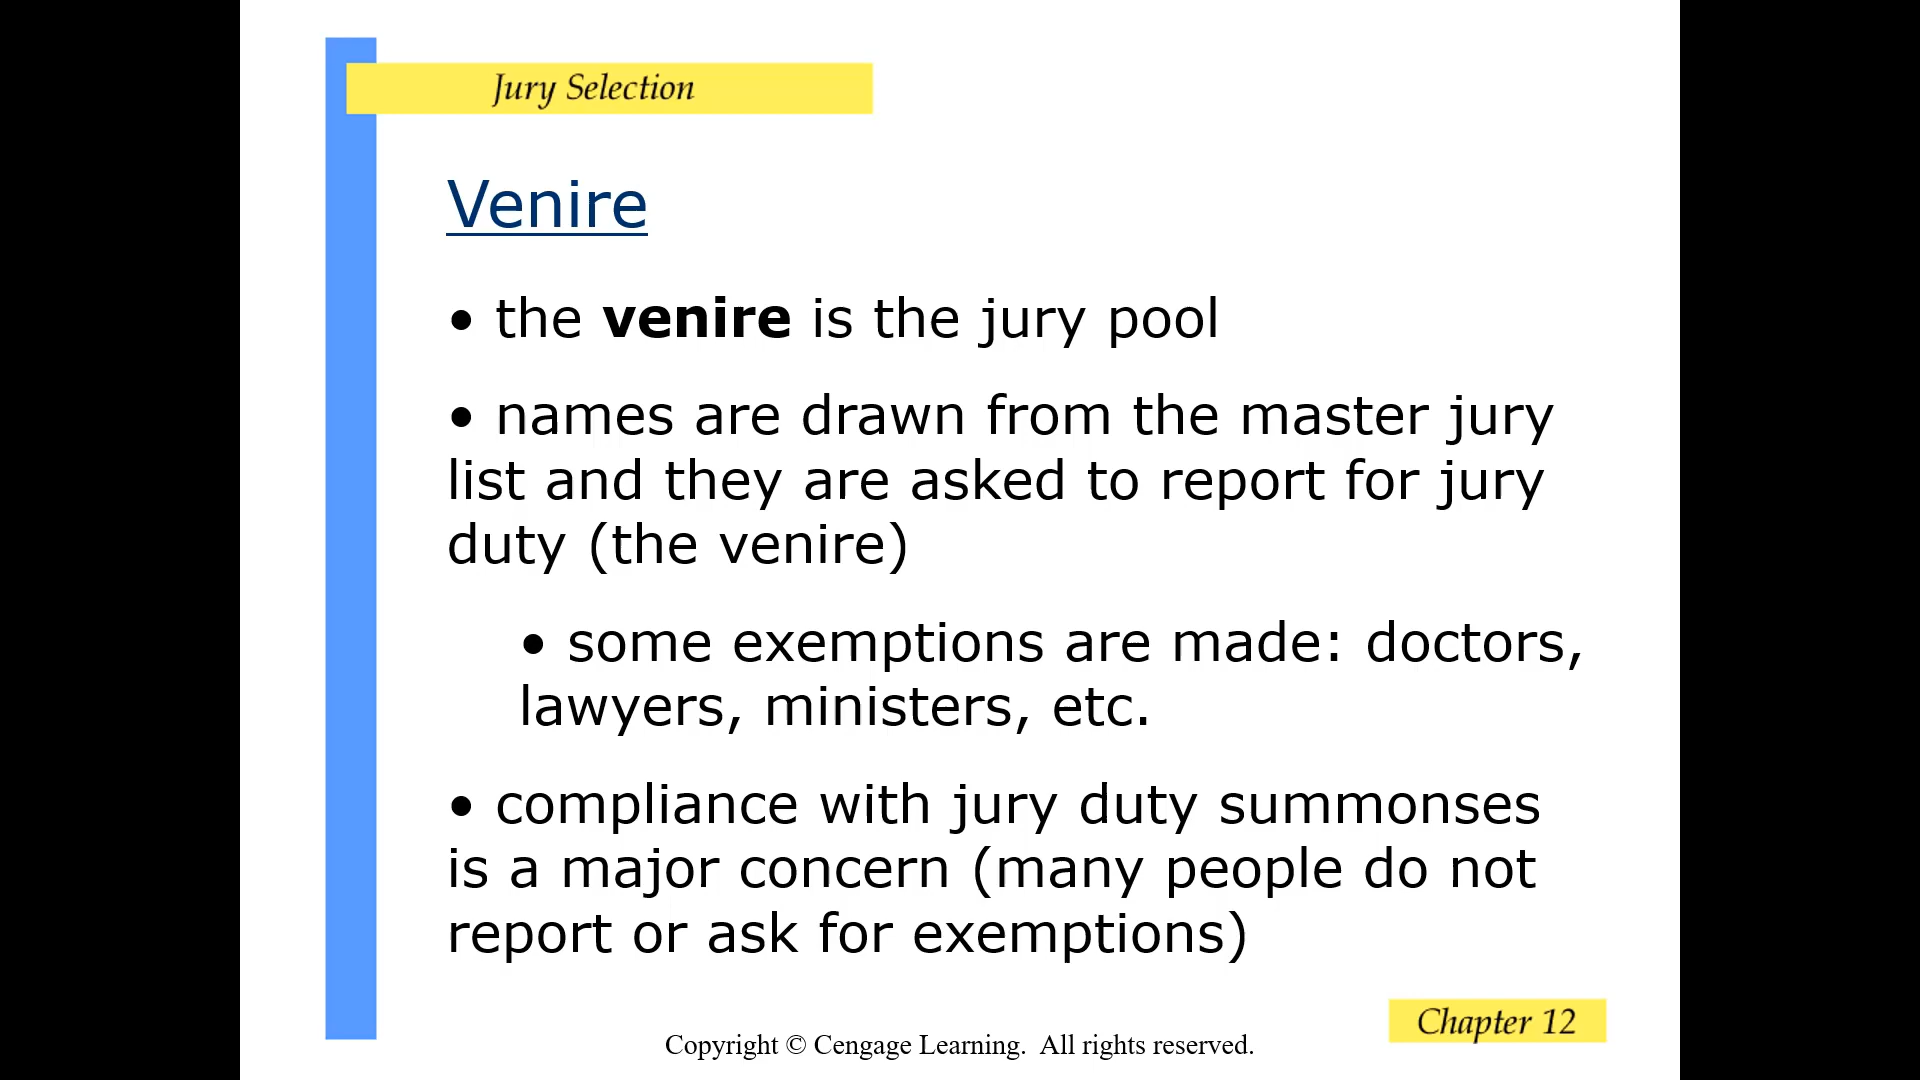 Jury Selection
Venire
• the venire is the jury pool
• names are drawn from the master jury
list and they are asked to report for jury
duty (the venire)
• some exemptions are made: doctors,
lawyers, ministers, etc.
• compliance with jury duty summonses
is a major concern (many people do not
report or ask for exemptions)
Chapter 12
Copyright © Cengage Learning.  All rights reserved.